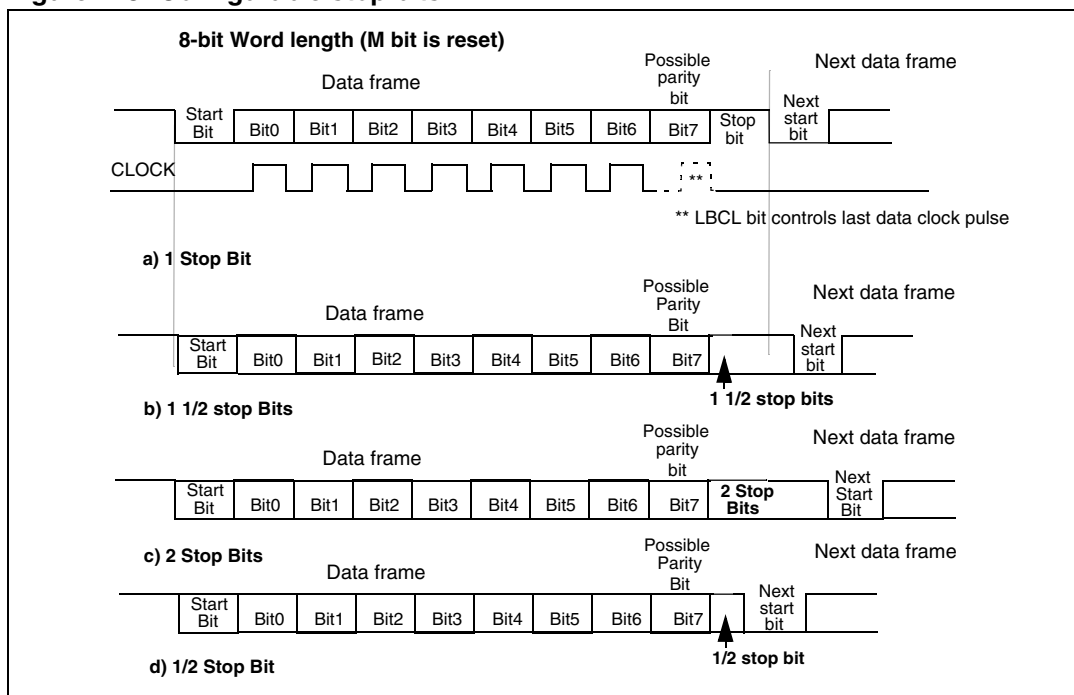 8-bit Word length (M bit is reset)
Data frame
Possible
parity
bit
Next data frame
Start
Bit
Bit0
Bit1
Bit2
Bit3
Bit4
Bit5
Bit6
Bit7
Stop
bit
Next
start
bit
CLOCK
**
** LBCL bit controls last data clock pulse
a) 1 Stop Bit
Data frame
Possible
Parity
Bit
Next data frame
Start
Bit
Bit0
Bit1
Bit2
Bit3
Bit4
Bit5
Bit6
Bit7
Next
start
bit
1 1/2 stop bits
b) 1 1/2 stop Bits
Data frame
Possible
parity
bit
Next data frame
Start
Bit
Bit0
Bit1
Bit2
Bit3
Bit4
Bit5
Bit6
Bit7
2 Stop
Bits
Next
Start
Bit
c) 2 Stop Bits
Data frame
Possible
Parity
Bit
Next data frame
Start
Bit
Bit0
Bit1
Bit2
Bit3
Bit4
Bit5
Bit6
Bit7
Next
start
bit
1/2 stop bit
d) 1/2 Stop Bit